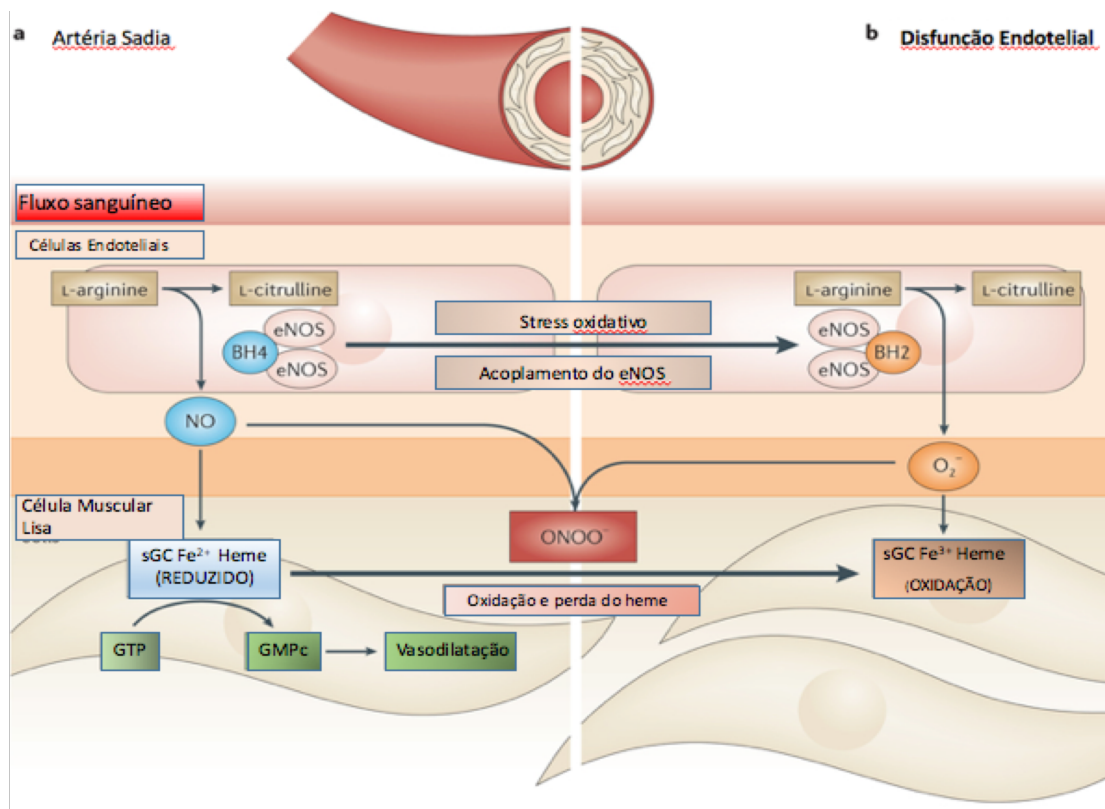 a Artéria Sadia
b Disfunção Endotelial
Fluxo sanguíneo
Células Endoteliais
L-arginine
L-citrulline
eNOS
BH4
eNOS
NO
Stress oxidativo
Acoplamento do eNOS
L-arginine
L-citrulline
eNOS
BH2
eNOS
O₂⁻
Célula Muscular
Lisa
ONOO⁻
sGC Fe²⁺ Heme
(REDUZIDO)
sGC Fe³⁺ Heme
(OXIDAÇÃO)
Oxidação e perda do heme
GTP
GMPc
Vasodilatação